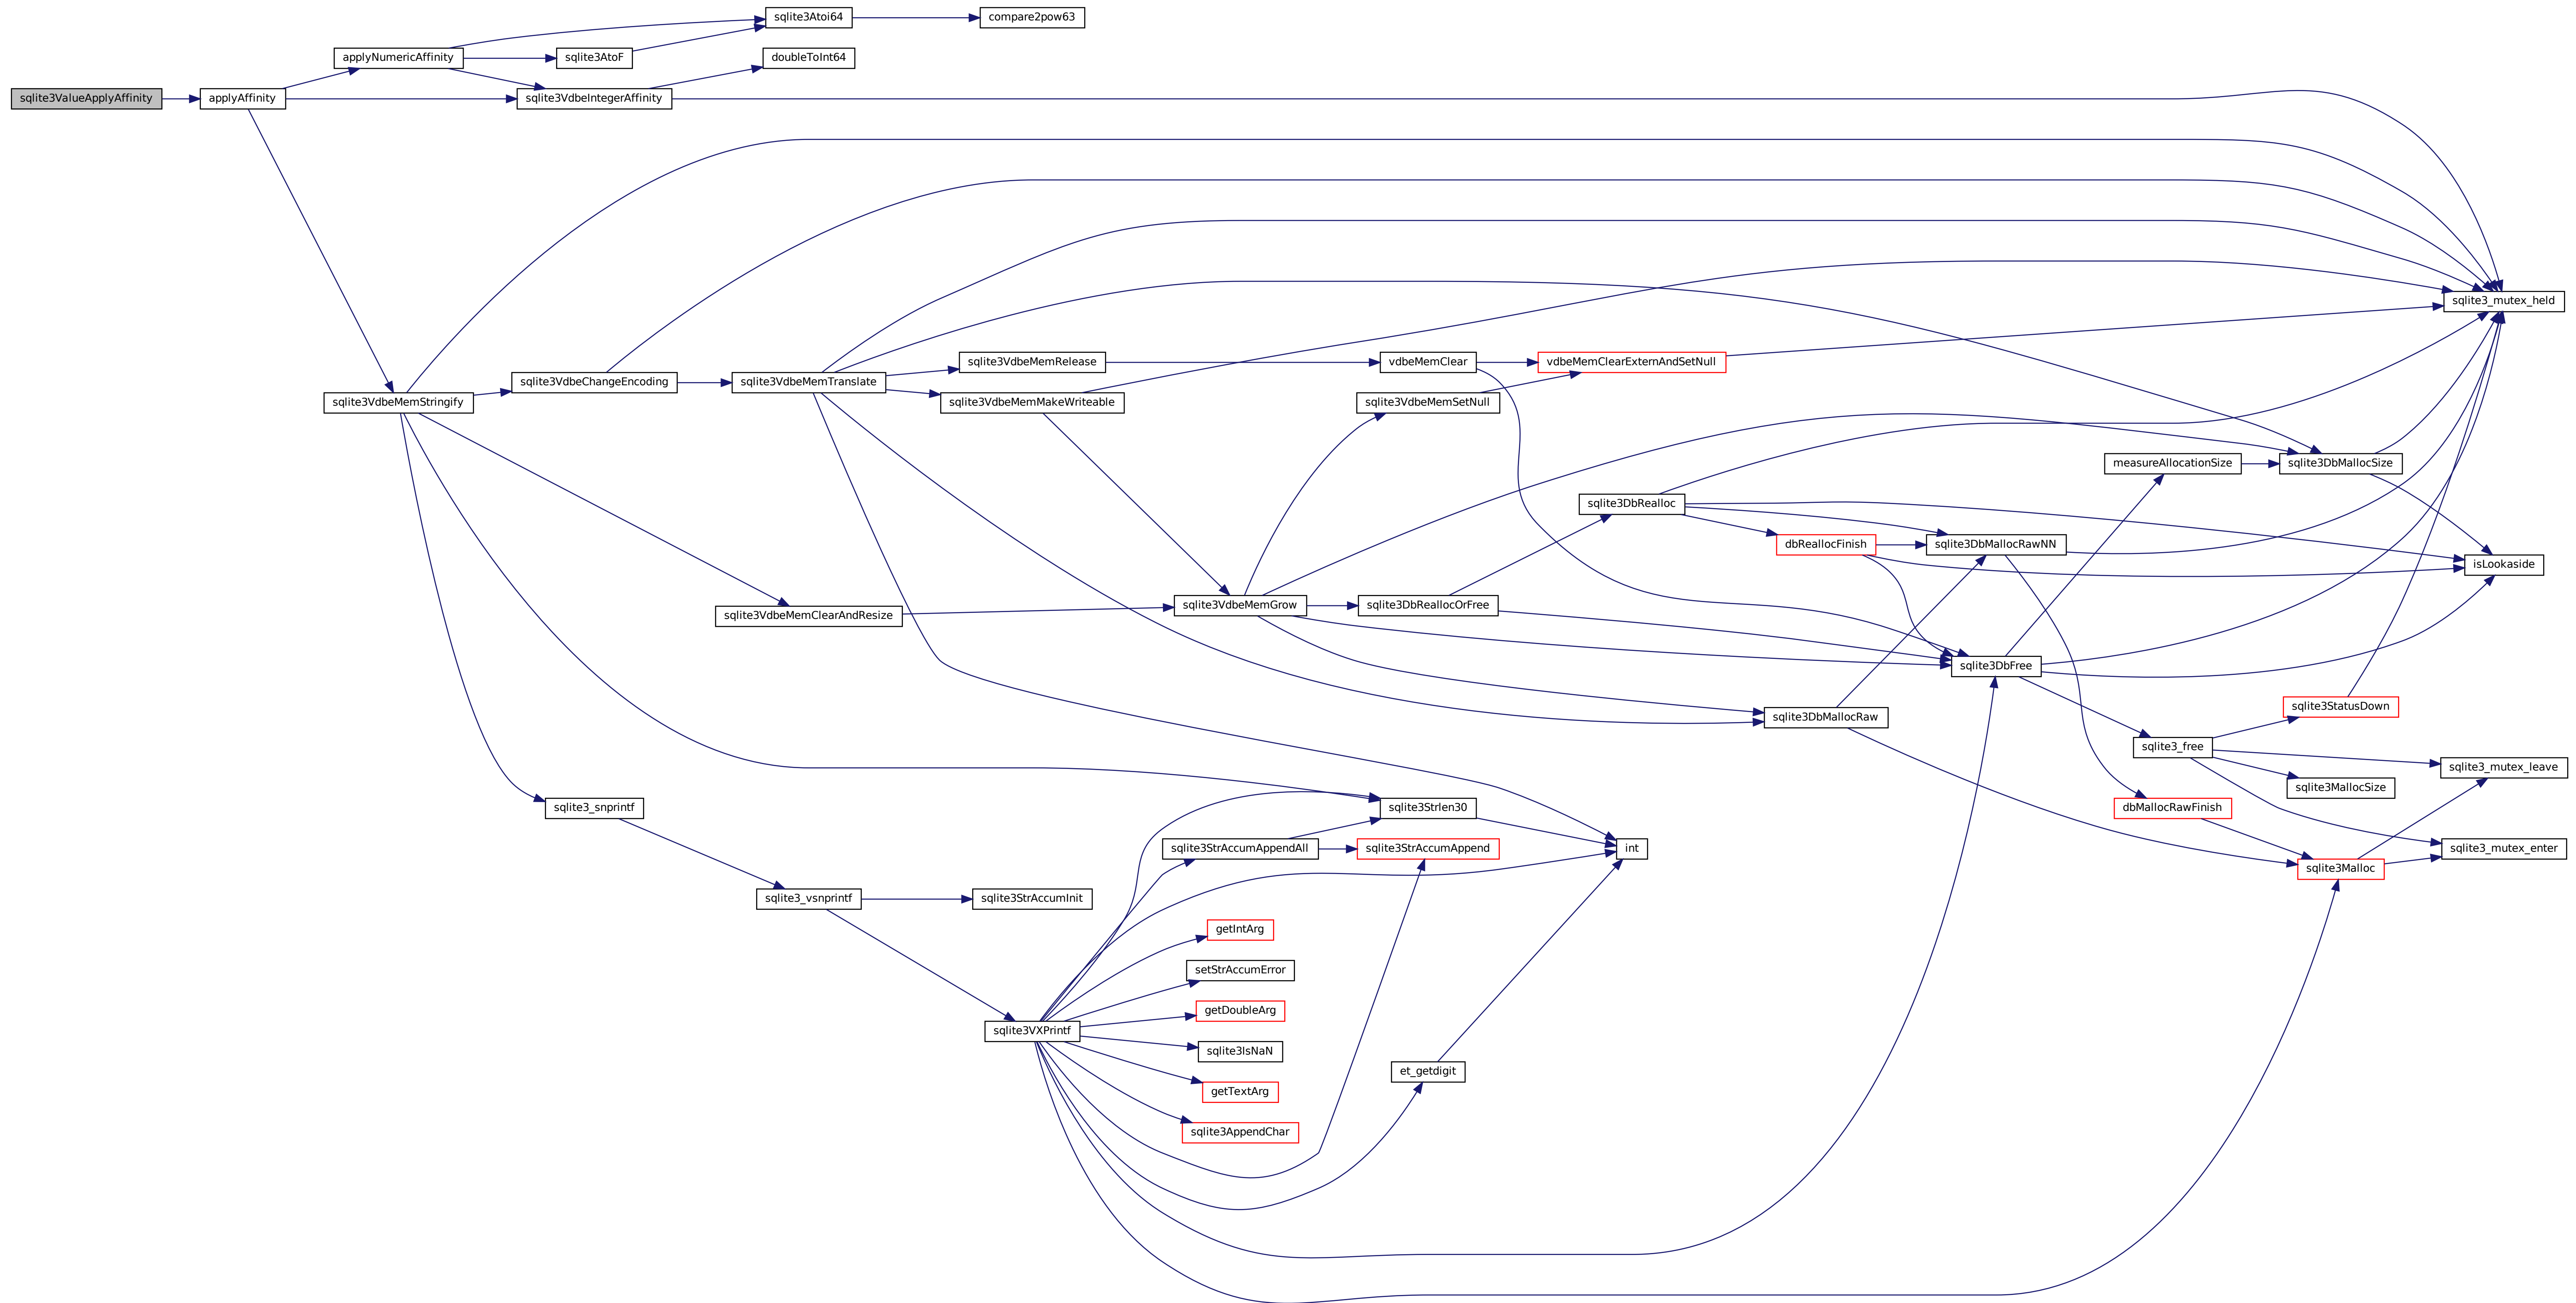 sqlite3ValueApplyAffinity
applyAffinity
applyNumericAffinity
sqlite3AtoF
sqlite3Atoi64
compare2pow63
doubleToInt64
sqlite3VdbeIntegerAffinity
sqlite3_mutex_held
sqlite3VdbeMemStringify
sqlite3VdbeChangeEncoding
sqlite3VdbeMemTranslate
sqlite3VdbeMemRelease
sqlite3VdbeMemMakeWriteable
vdbeMemClear
vdbeMemClearExternAndSetNull
sqlite3VdbeMemSetNull
measureAllocationSize
sqlite3DbMallocSize
sqlite3DbRealloc
dbReallocFinish
sqlite3DbMallocRawNN
isLookaside
sqlite3VdbeMemClearAndResize
sqlite3VdbeMemGrow
sqlite3DbReallocOrFree
sqlite3DbFree
sqlite3DbMallocRaw
sqlite3StatusDown
sqlite3_free
sqlite3_mutex_leave
sqlite3MallocSize
sqlite3_snprintf
sqlite3Strlen30
dbMallocRawFinish
sqlite3StrAccumAppendAll
sqlite3StrAccumAppend
int
sqlite3_mutex_enter
sqlite3Malloc
sqlite3_vsnprintf
sqlite3StrAccumInit
getIntArg
setStrAccumError
getDoubleArg
sqlite3VXPrintf
sqlite3IsNaN
et_getdigit
getTextArg
sqlite3AppendChar